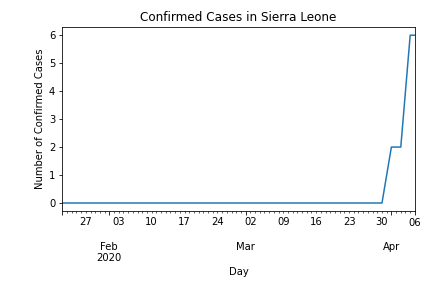 Confirmed Cases in Sierra Leone
Number of Confirmed Cases
6
5
4
3
2
1
0
27 03 10 17 24 02 09 16 23 30 06
Feb Mar Apr
2020
Day